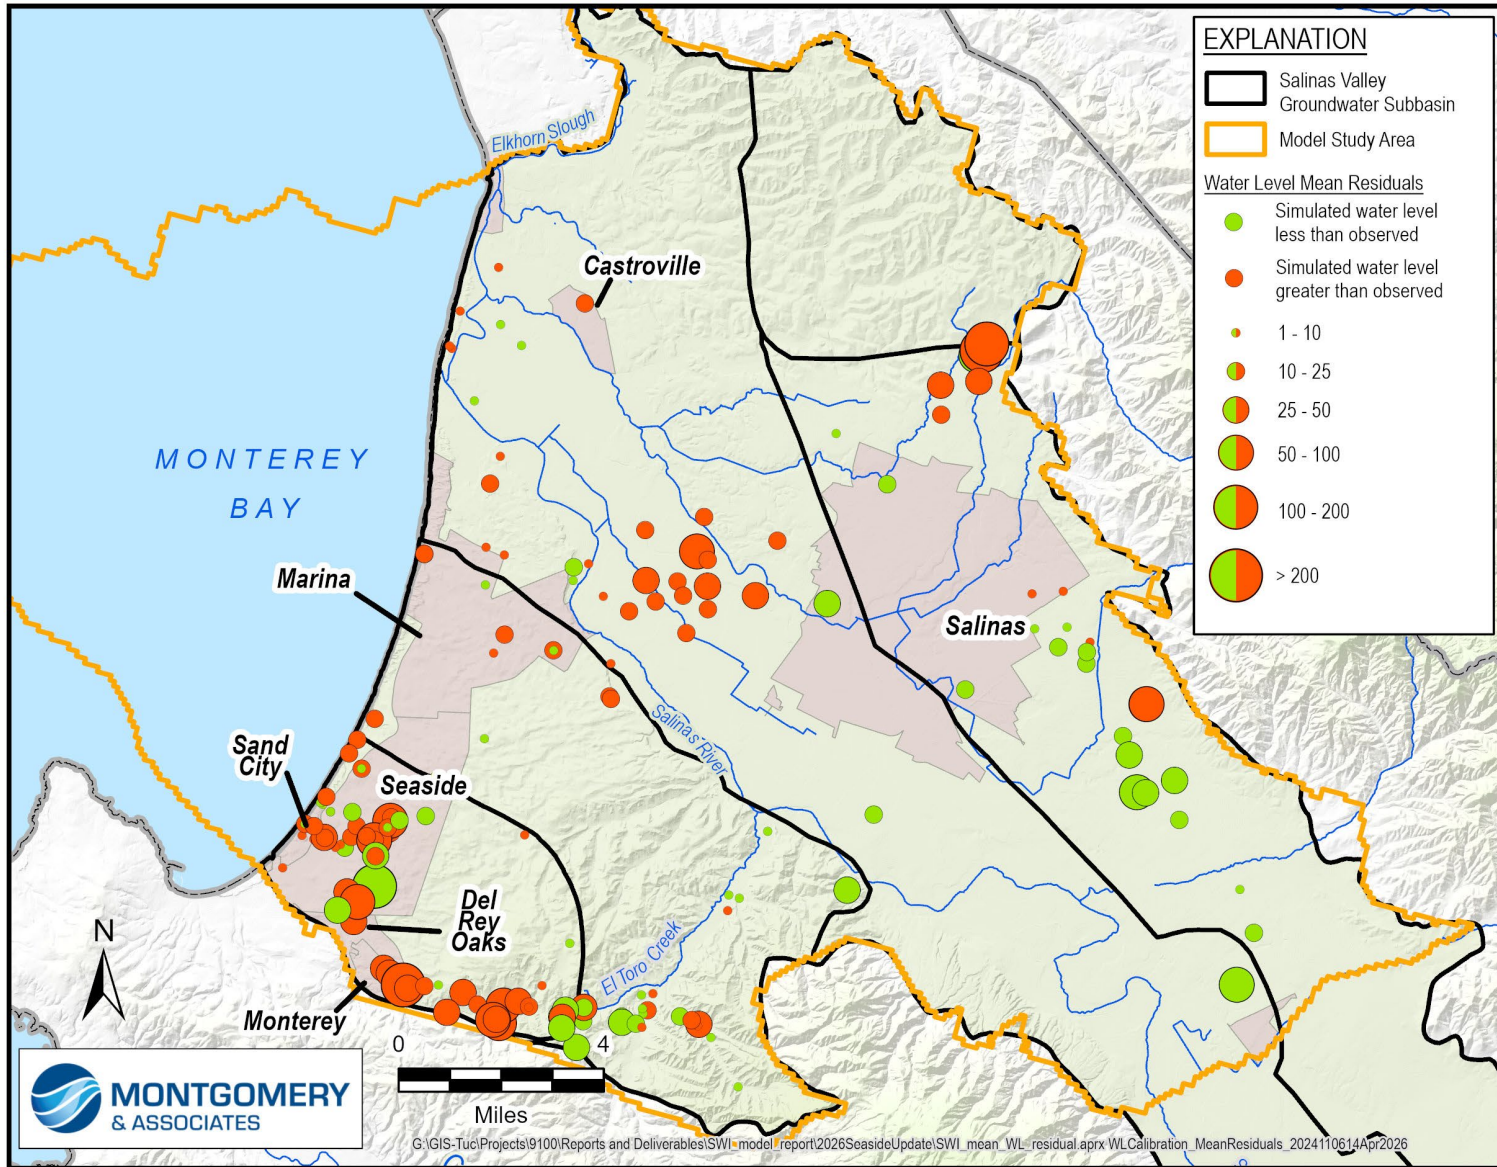 EXPLANATION
Salinas Valley
Groundwater Subbasin
Model Study Area
Water Level Mean Residuals
Simulated water level
less than observed
Simulated water level
greater than observed
1 - 10
10 - 25
25 - 50
50 - 100
100 - 200
> 200
Elkhorn Slough
Castroville
MONTEREY
BAY
Marina
Salinas
Salinas River
Sand
City
Seaside
Del
Rey
Oaks
N
El Toro Creek
Monterey
0
4
Miles
MONTGOMERY
& ASSOCIATES
G:\GIS-Tuc\Projects\9100\Reports and Deliverables\SWI_model_report\2026SeasideUpdate\SWI_mean_WL_residual.aprx WLCalibration_MeanResiduals_2024110614Apr2026